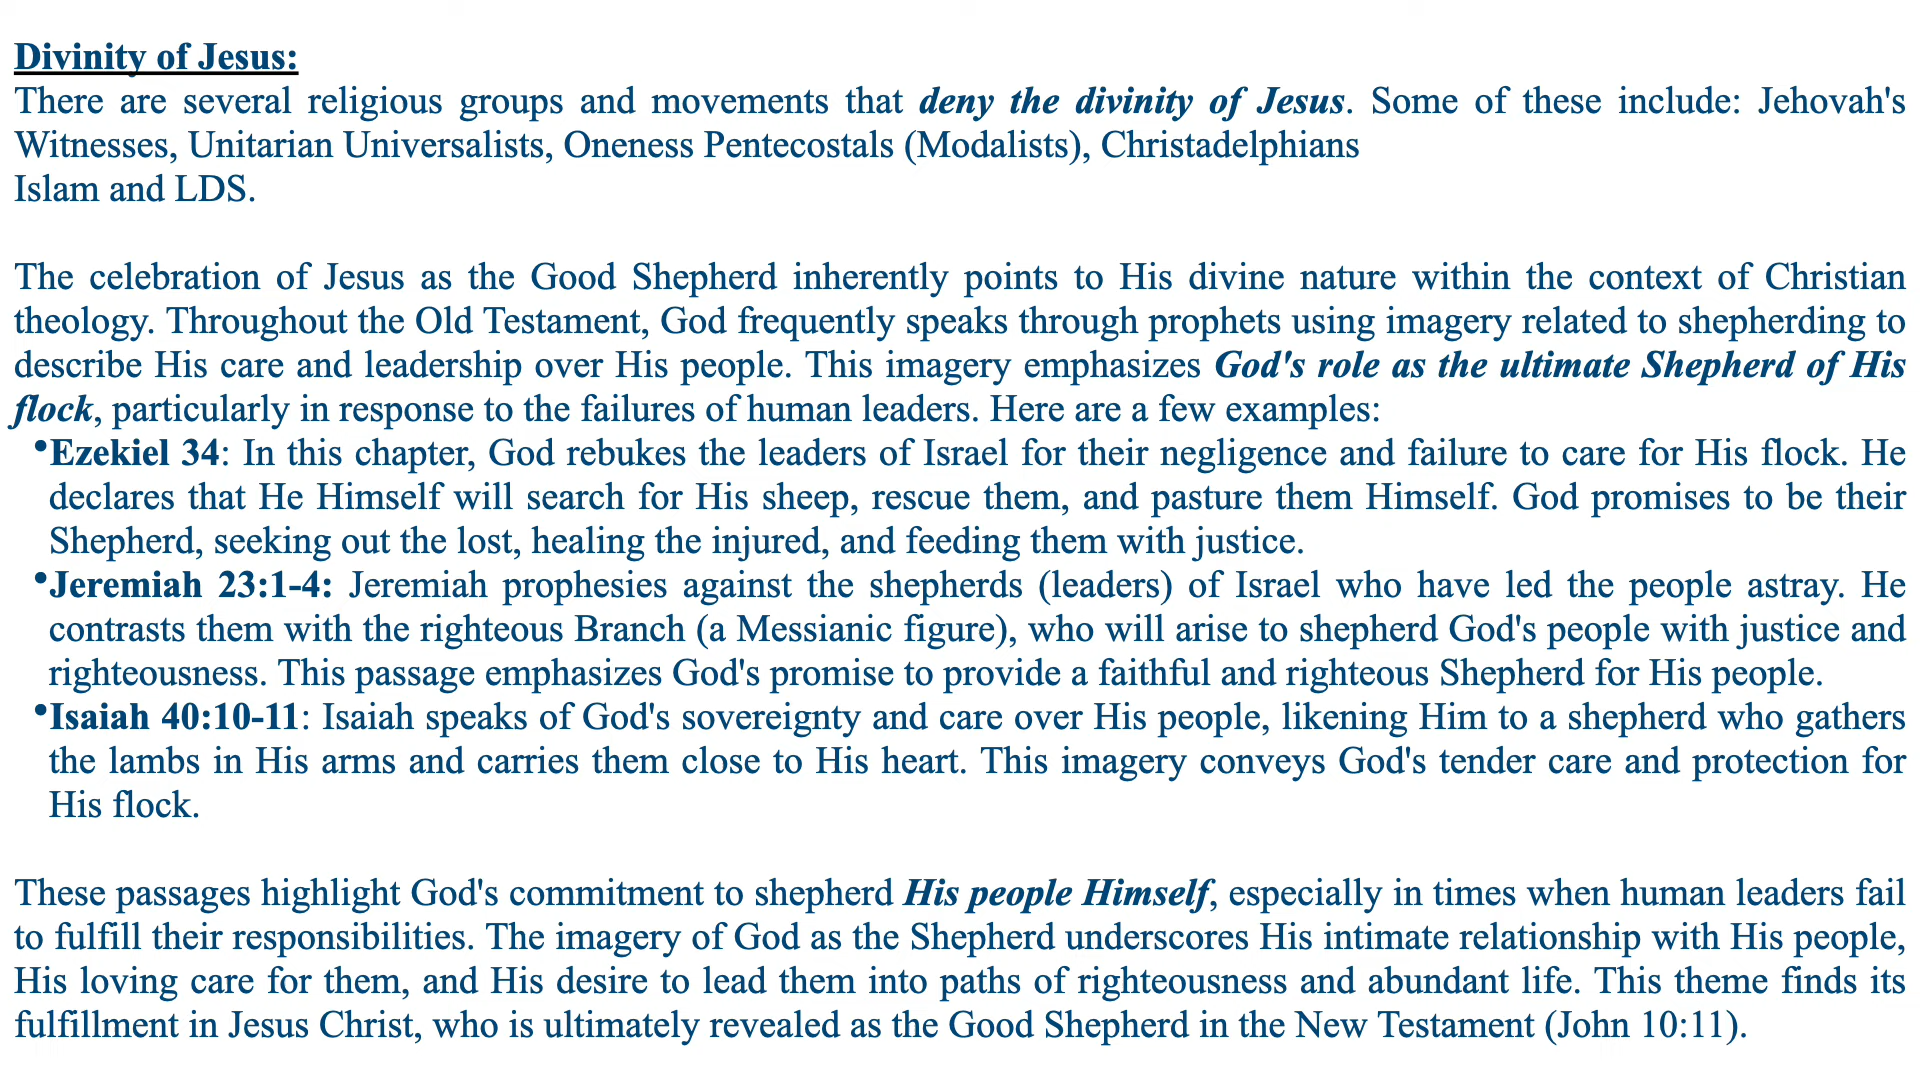 Divinity of Jesus:
There are several religious groups and movements that deny the divinity of Jesus. Some of these include: Jehovah's
Witnesses, Unitarian Universalists, Oneness Pentecostals (Modalists), Christadelphians
Islam and LDS.
The celebration of Jesus as the Good Shepherd inherently points to His divine nature within the context of Christian
theology. Throughout the Old Testament, God frequently speaks through prophets using imagery related to shepherding to
describe His care and leadership over His people. This imagery emphasizes God's role as the ultimate Shepherd of His
flock, particularly in response to the failures of human leaders. Here are a few examples:
•Ezekiel 34: In this chapter, God rebukes the leaders of Israel for their negligence and failure to care for His flock. He
declares that He Himself will search for His sheep, rescue them, and pasture them Himself. God promises to be their
Shepherd, seeking out the lost, healing the injured, and feeding them with justice.
•Jeremiah 23:1-4: Jeremiah prophesies against the shepherds (leaders) of Israel who have led the people astray. He
contrasts them with the righteous Branch (a Messianic figure), who will arise to shepherd God's people with justice and
righteousness. This passage emphasizes God's promise to provide a faithful and righteous Shepherd for His people.
•Isaiah 40:10-11: Isaiah speaks of God's sovereignty and care over His people, likening Him to a shepherd who gathers
the lambs in His arms and carries them close to His heart. This imagery conveys God's tender care and protection for
His flock.
These passages highlight God's commitment to shepherd His people Himself, especially in times when human leaders fail
to fulfill their responsibilities. The imagery of God as the Shepherd underscores His intimate relationship with His people,
His loving care for them, and His desire to lead them into paths of righteousness and abundant life. This theme finds its
fulfillment in Jesus Christ, who is ultimately revealed as the Good Shepherd in the New Testament (John 10:11).